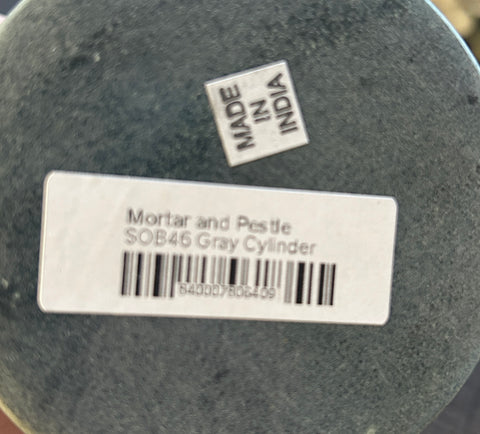 MADE
IN
INDIA
Mortar and Pestle
SOB46 Gray Cylinder